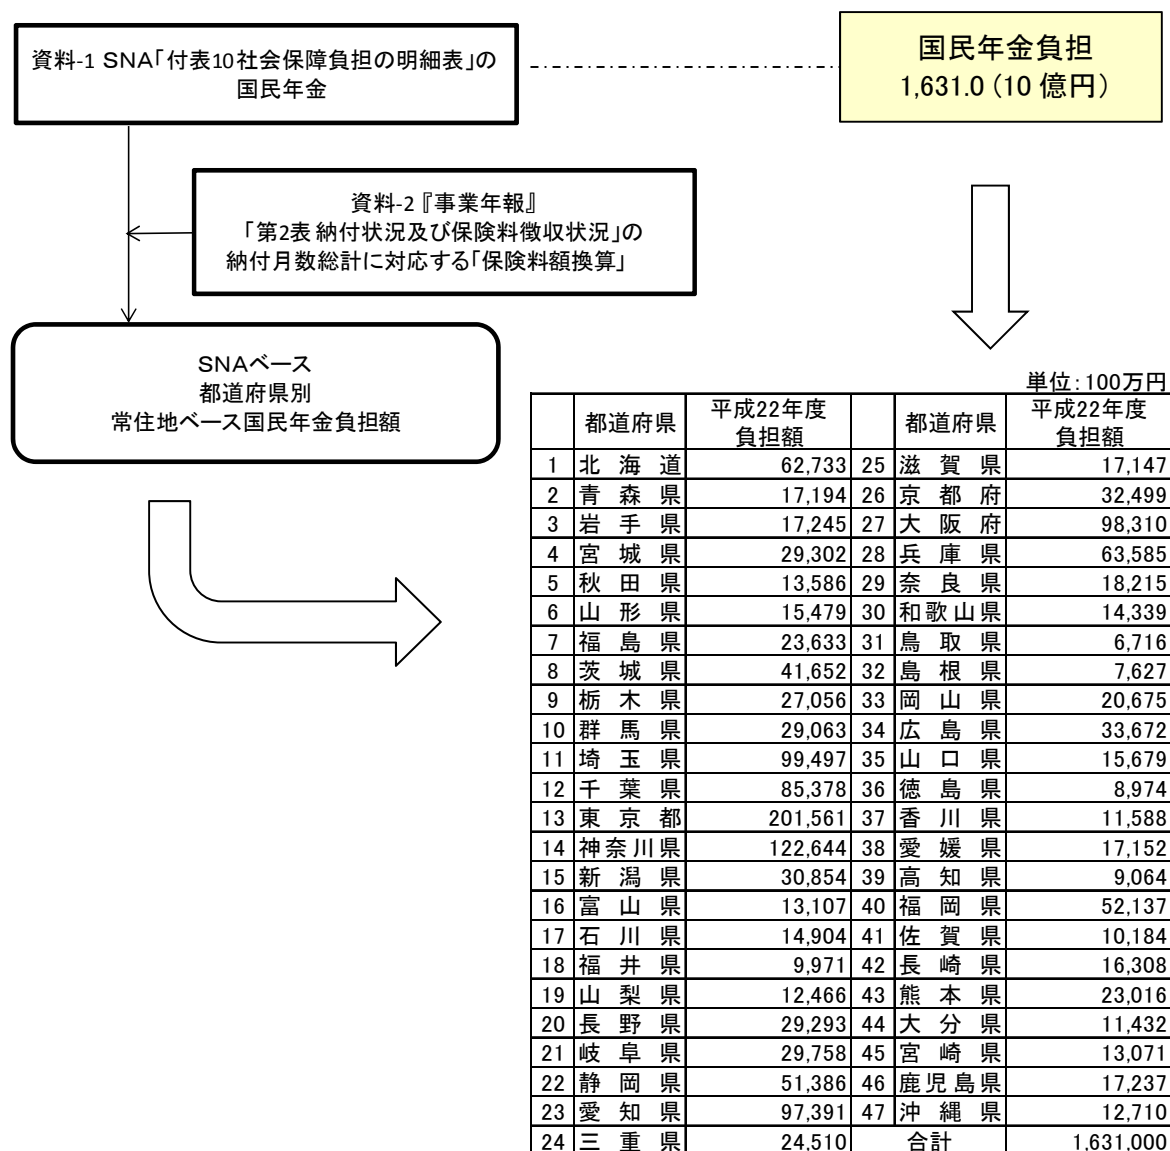 資料-1 SNA「付表10社会保障負担の明細表」の
国民年金
国民年金負担
1,631.0 (10 億円)
資料-2『事業年報』
「第2表 納付状況及び保険料徴収状況」の
納付月数総計に対応する「保険料額換算」
SNAベース
都道府県別
常住地ベース国民年金負担額
単位:100万円
都道府県 平成22年度負担額 都道府県 平成22年度負担額
1 北海道 62,733 25 滋賀県 17,147
2 青森県 17,194 26 京都府 32,499
3 岩手県 17,245 27 大阪府 98,310
4 宮城県 29,302 28 兵庫県 63,585
5 秋田県 13,586 29 奈良県 18,215
6 山形県 15,479 30 和歌山県 14,339
7 福島県 23,633 31 鳥取県 6,716
8 茨城県 41,652 32 島根県 7,627
9 栃木県 27,056 33 岡山県 20,675
10 群馬県 29,063 34 広島県 33,672
11 埼玉県 99,497 35 山口県 15,679
12 千葉県 85,378 36 徳島県 8,974
13 東京都 201,561 37 香川県 11,588
14 神奈川県 122,644 38 愛媛県 17,152
15 新潟県 30,854 39 高知県 9,064
16 富山県 13,107 40 福岡県 52,137
17 石川県 14,904 41 佐賀県 10,184
18 福井県 9,971 42 長崎県 16,308
19 山梨県 12,466 43 熊本県 23,016
20 長野県 29,293 44 大分県 11,432
21 岐阜県 29,758 45 宮崎県 13,071
22 静岡県 51,386 46 鹿児島県 17,237
23 愛知県 97,391 47 沖縄県 12,710
24 三重県 24,510 合計 1,631,000